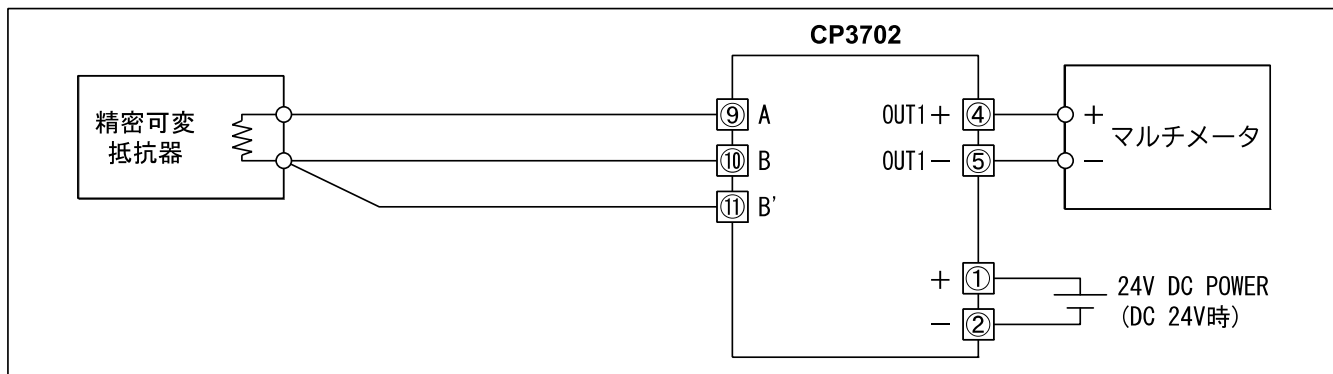 CP3702
精密可変
抵抗器
⑨ A
⑩ B
⑪ B'
OUT1+ ④
OUT1− ⑤
+ ①
− ②
+
−
マルチメータ
24V DC POWER
(DC 24V時)